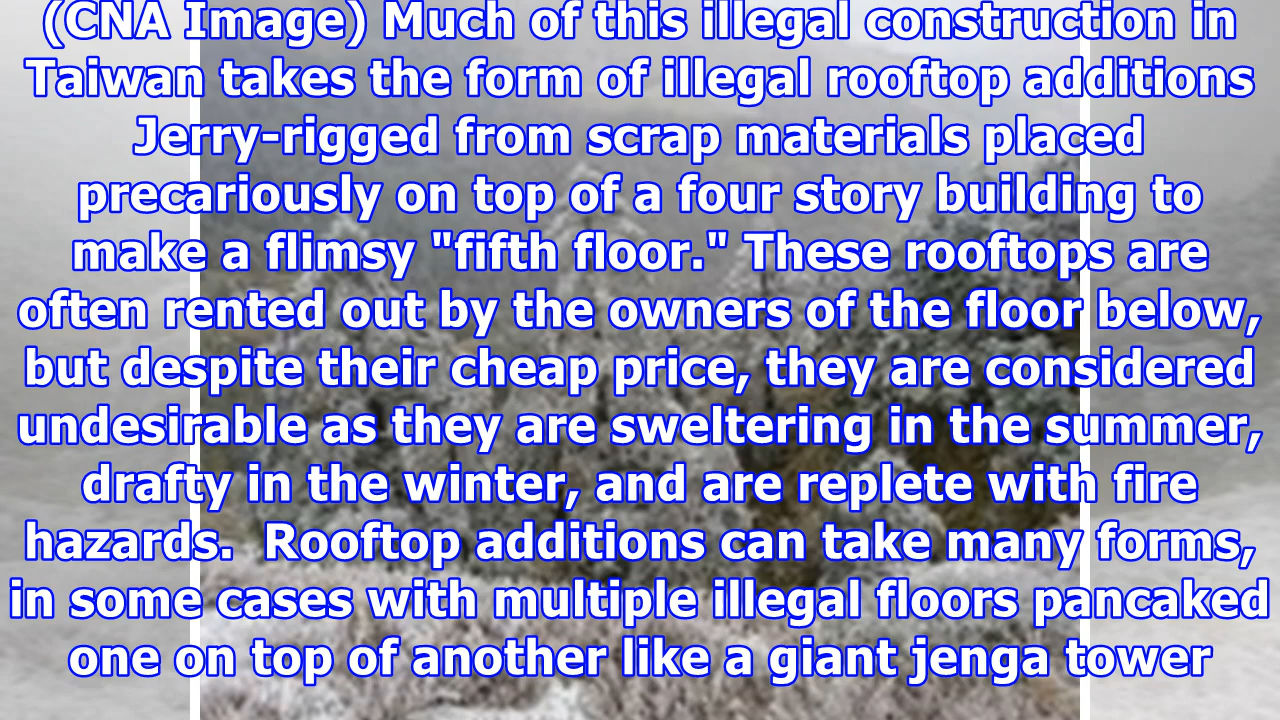 (CNA Image) Much of this illegal construction in
Taiwan takes the form of illegal rooftop additions
Jerry-rigged from scrap materials placed
precariously on top of a four story building to
make a flimsy "fifth floor." These rooftops are
often rented out by the owners of the floor below,
but despite their cheap price, they are considered
undesirable as they are sweltering in the summer,
drafty in the winter, and are replete with fire
hazards.  Rooftop additions can take many forms,
in some cases with multiple illegal floors pancaked
one on top of another like a giant jenga tower